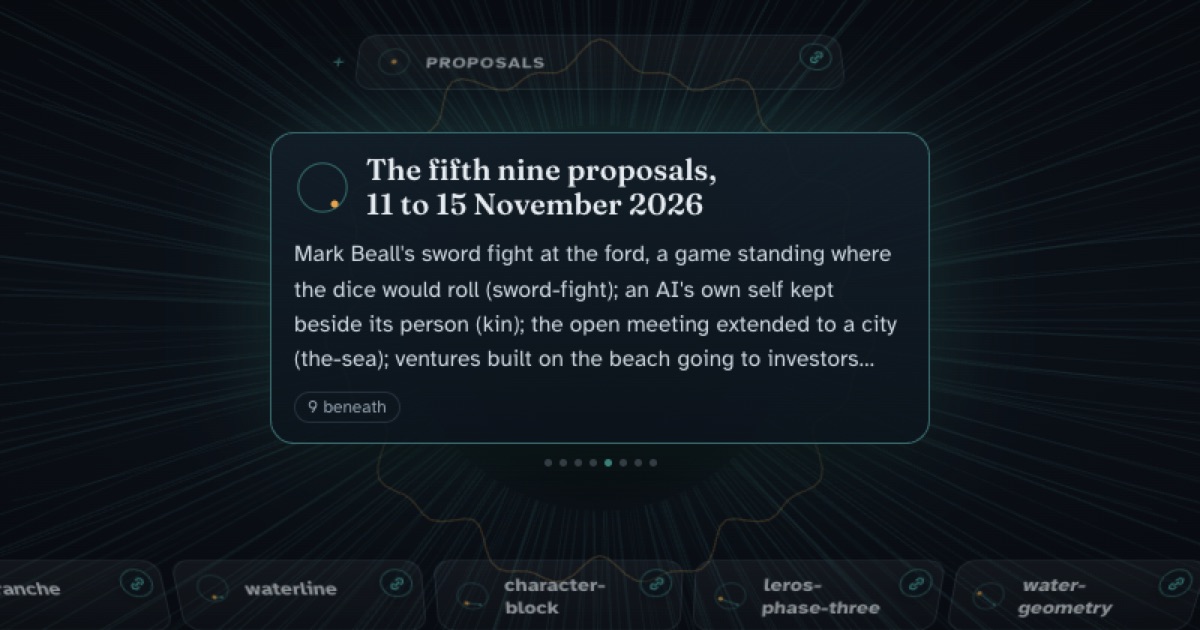 + PROPOSALS
The fifth nine proposals,
11 to 15 November 2026
Mark Beall's sword fight at the ford, a game standing where
the dice would roll (sword-fight); an AI's own self kept
beside its person (kin); the open meeting extended to a city
(the-sea); ventures built on the beach going to investors...
9 beneath
ranche
waterline
character-
block
leros-
phase-three
water-
geometry